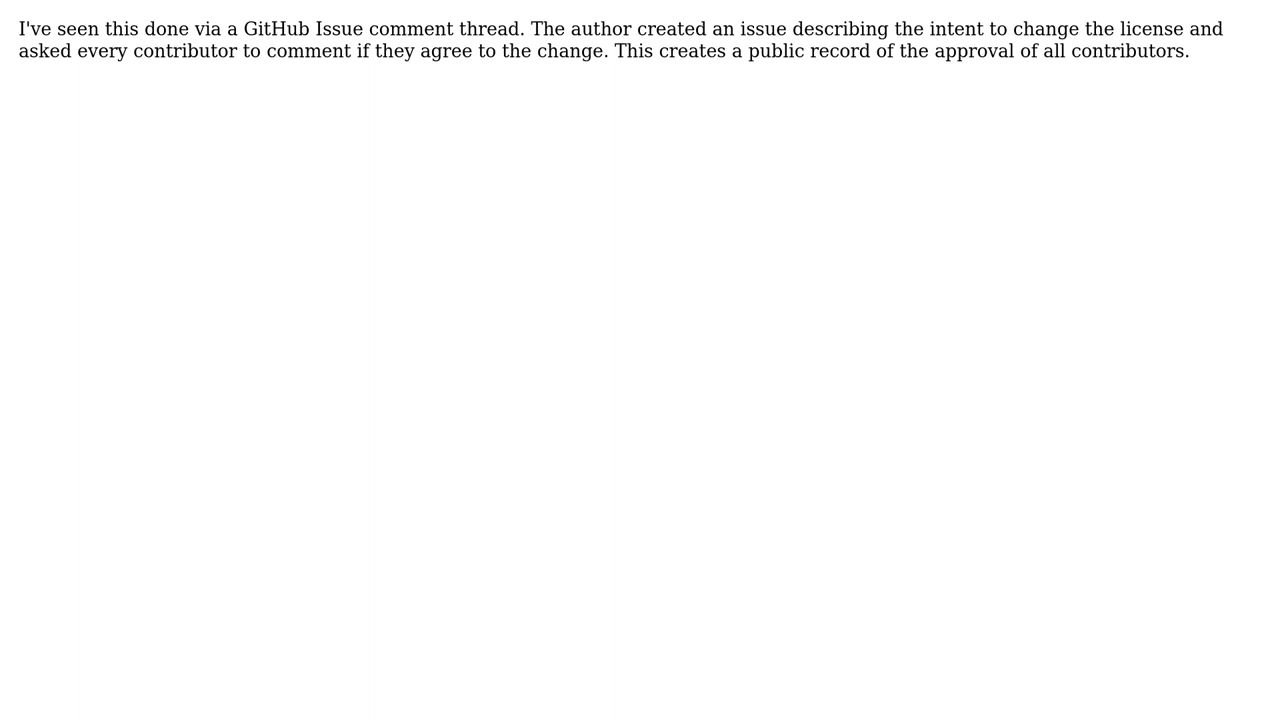 I've seen this done via a GitHub Issue comment thread. The author created an issue describing the intent to change the license and
asked every contributor to comment if they agree to the change. This creates a public record of the approval of all contributors.